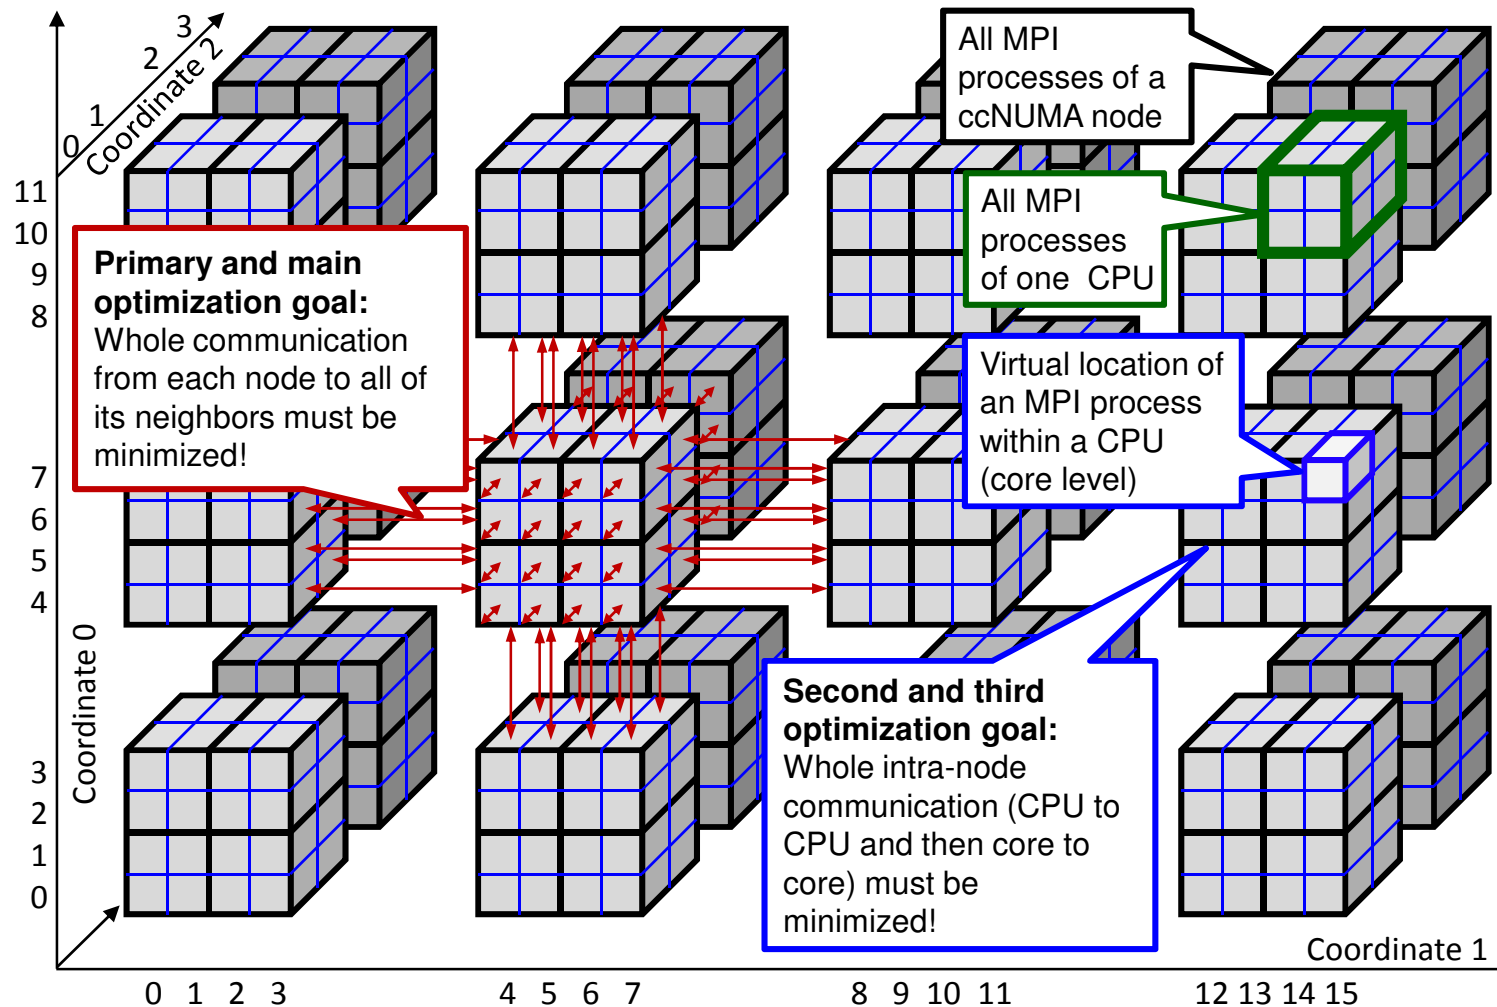 3
2
1
0
Coordinate 2
All MPI
processes of a
ccNUMA node
11
10
9
8
All MPI
processes
of one CPU
Primary and main
optimization goal:
Whole communication
from each node to all of
its neighbors must be
minimized!
Virtual location of
an MPI process
within a CPU
(core level)
7
6
5
4
Coordinate 0
Second and third
optimization goal:
Whole intra-node
communication (CPU to
CPU and then core to
core) must be
minimized!
3
2
1
0
Coordinate 1
0 1 2 3 4 5 6 7 8 9 10 11 12 13 14 15